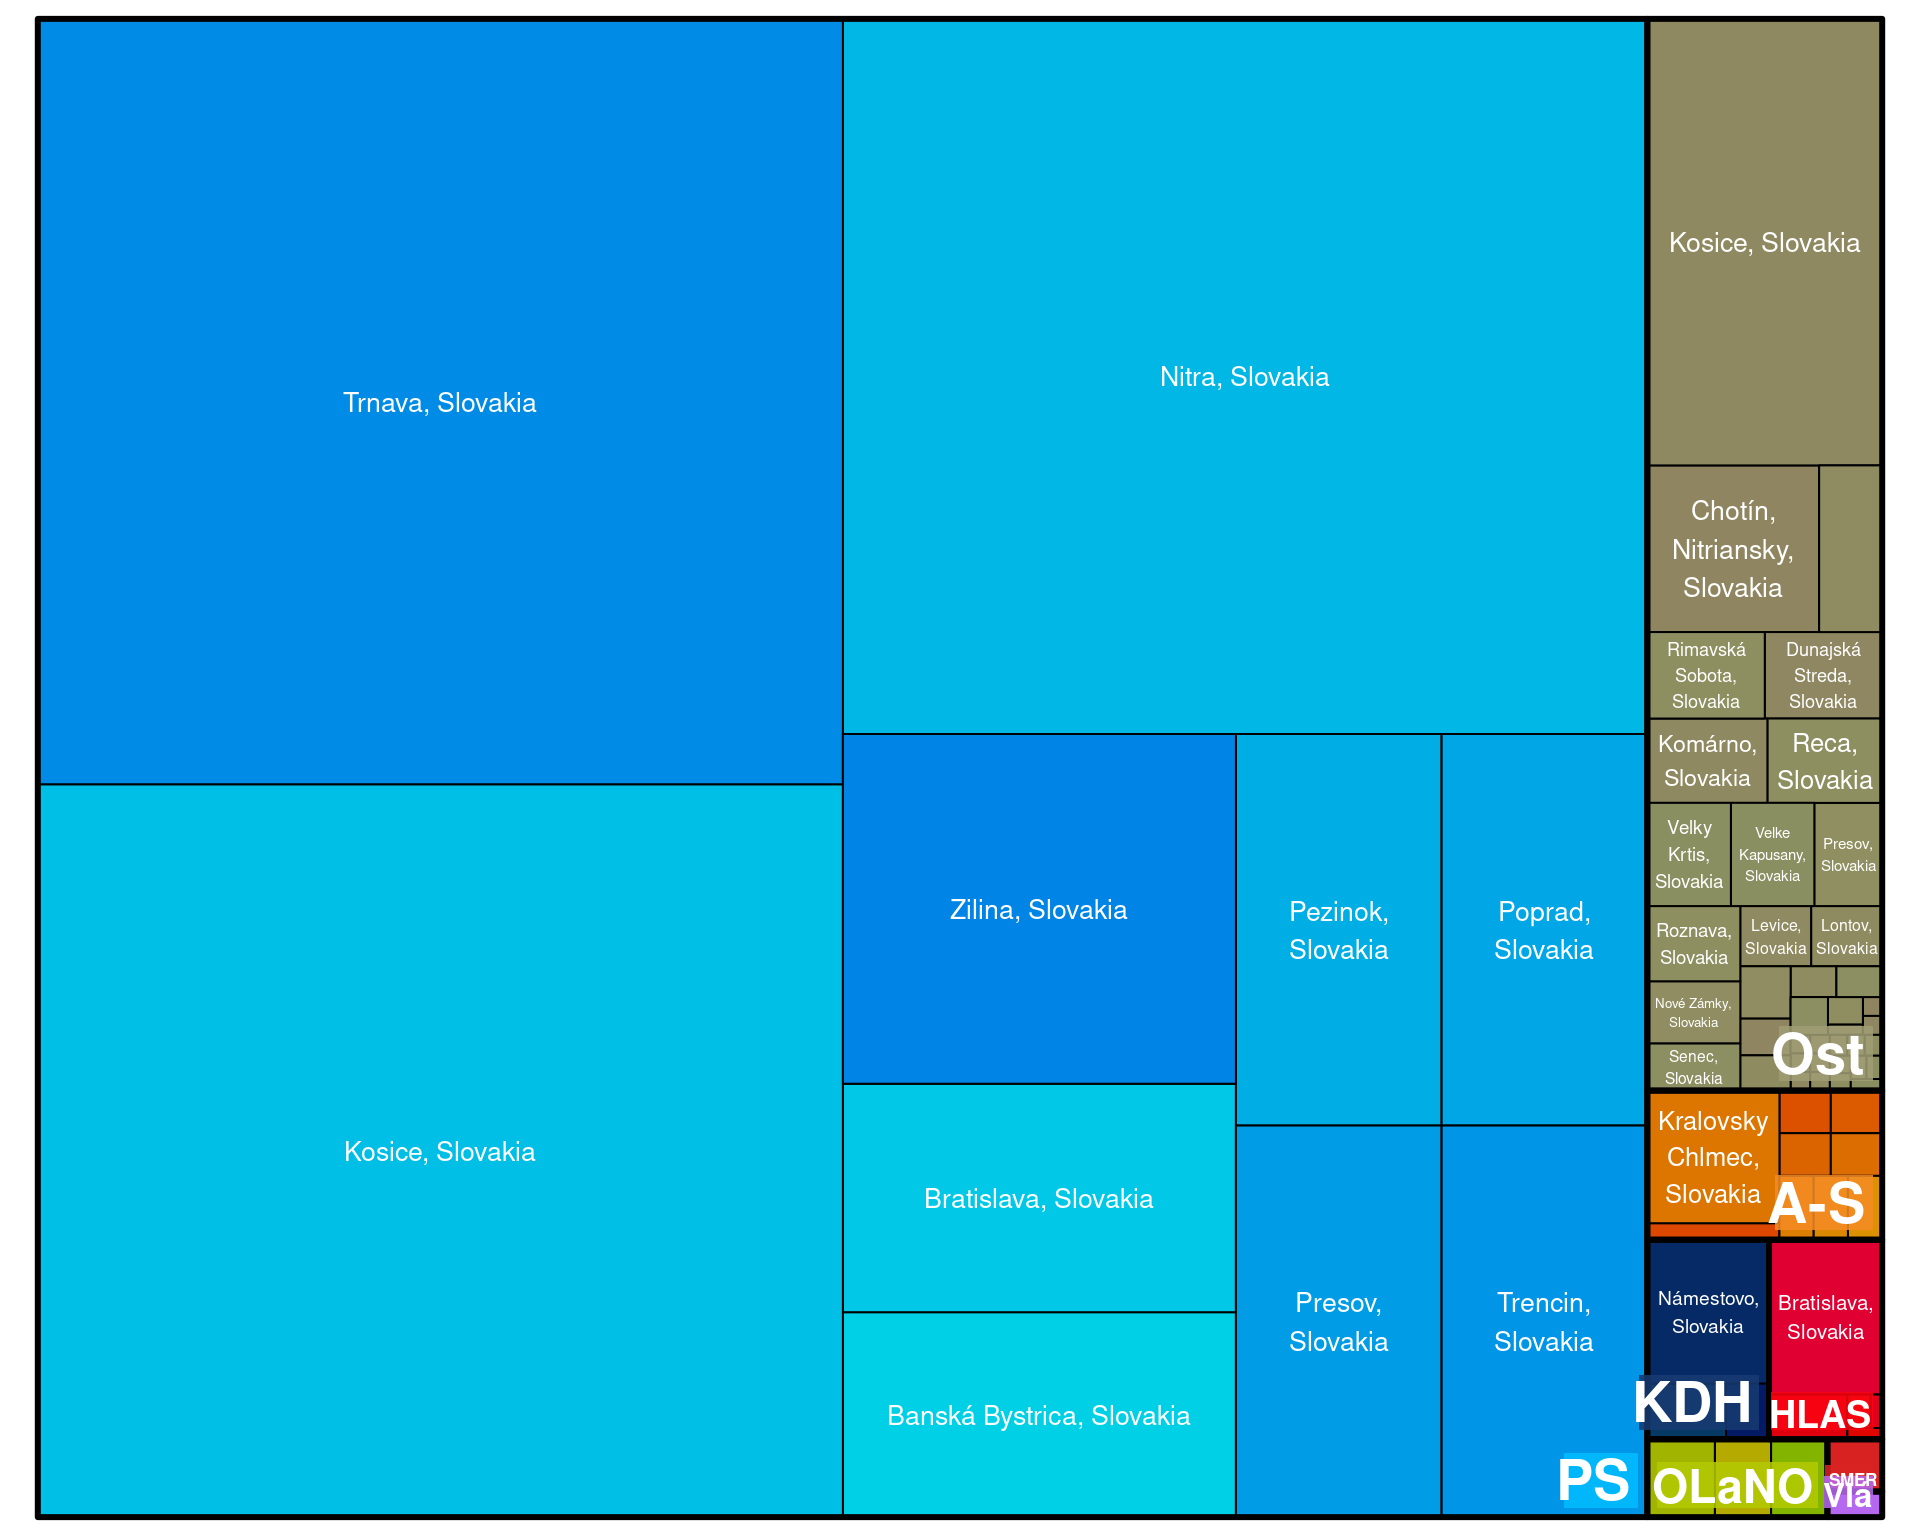 Trnava, Slovakia
Nitra, Slovakia
Kosice, Slovakia
Zilina, Slovakia
Bratislava, Slovakia
Banská Bystrica, Slovakia
Pezinok,
Slovakia
Poprad,
Slovakia
Presov,
Slovakia
Trencin,
Slovakia
PS
Kosice, Slovakia
Chotín,
Nitriansky,
Slovakia
Rimavská
Sobota,
Slovakia
Dunajská
Streda,
Slovakia
Komárno,
Slovakia
Reca,
Slovakia
Velky
Krtis,
Slovakia
Velke
Kapusany,
Slovakia
Presov,
Slovakia
Roznava,
Slovakia
Levice,
Slovakia
Lontov,
Slovakia
Nové Zámky,
Slovakia
Senec,
Slovakia
Ost
Kralovsky
Chlmec,
Slovakia
A-S
Námestovo,
Slovakia
KDH
Bratislava,
Slovakia
HLAS
OLaNO
SMER
Vla